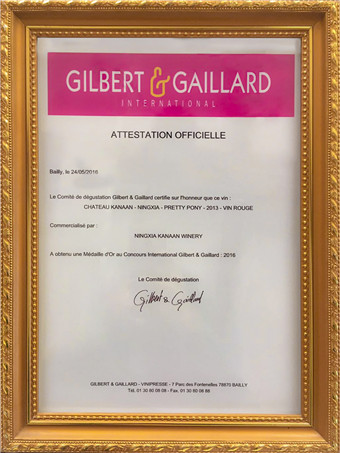 GILBERT & GAILLARD
INTERNATIONAL
ATTESTATION OFFICIELLE
Bailly, le 24/05/2016
Le Comité de dégustation Gilbert & Gaillard certifie sur l'honneur que ce vin :
CHATEAU KANAAN - NINGXIA - PRETTY PONY - 2013 - VIN ROUGE
Commercialisé par :
NINGXIA KANAAN WINERY
A obtenu une Médaille d'Or au Concours International Gilbert & Gaillard : 2016
Le Comité de dégustation
Gilbert & Gaillard
GILBERT & GAILLARD - VINIPRESSE - 7 Parc des Fontenelles 78870 BAILLY
Tél. 01 30 80 08 08 - Fax. 01 30 80 08 88